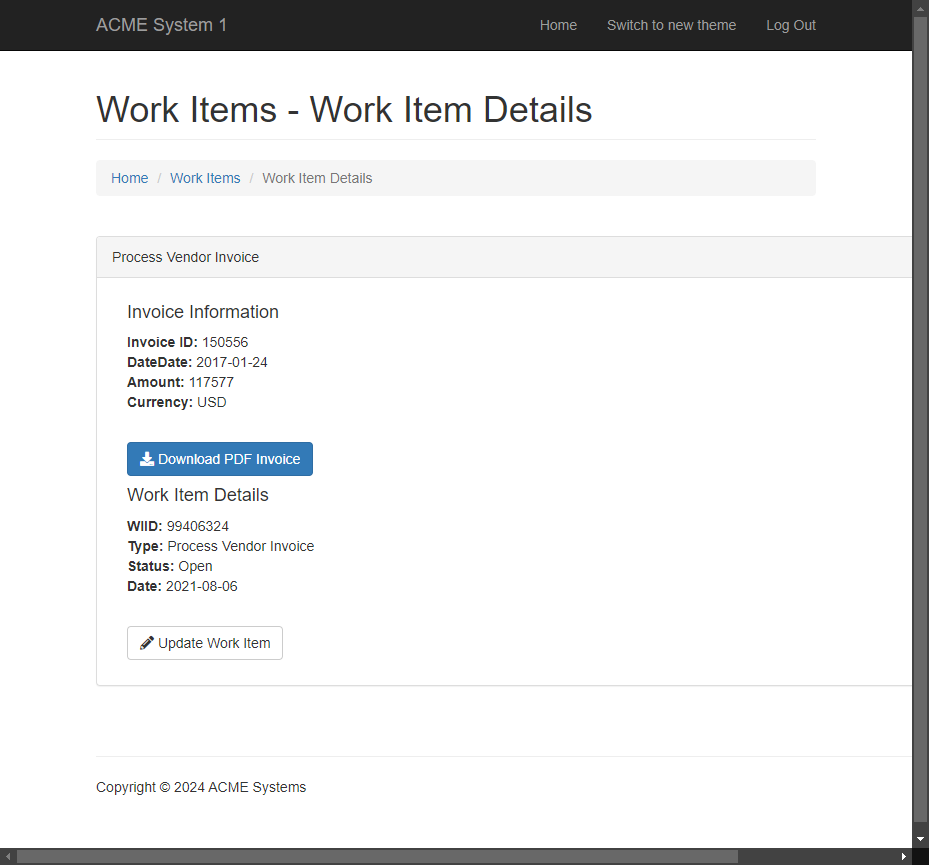 ACME System 1
Home
Switch to new theme
Log Out
Work Items - Work Item Details
Home / Work Items / Work Item Details
Process Vendor Invoice
Invoice Information
Invoice ID: 150556
DateDate: 2017-01-24
Amount: 117577
Currency: USD
Download PDF Invoice
Work Item Details
WIID: 99406324
Type: Process Vendor Invoice
Status: Open
Date: 2021-08-06
Update Work Item
Copyright © 2024 ACME Systems